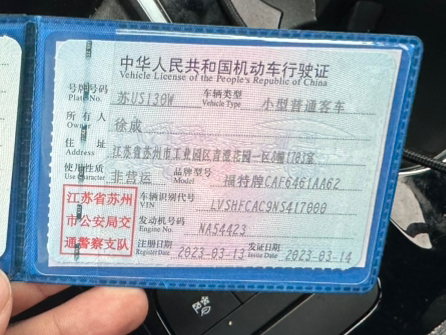 中华人民共和国机动车行驶证
Vehicle License of the People's Republic of China
号牌号码 苏US130W 车辆类型 小型普通客车
Plate No. Vehicle Type
所有人 徐成
Owner
住址 江苏省苏州市工业园区
使用性质 非营运 品牌型号 福特牌CAF6461AA62
Use Character
江苏省苏州
市公安局交
通警察支队
车辆识别代号 LVSHFCAC9NS417000
VIN
发动机号码 NA54423
Engine No.
注册日期 2023-03-13 发证日期 2023-03-14
Register Date Issue Date